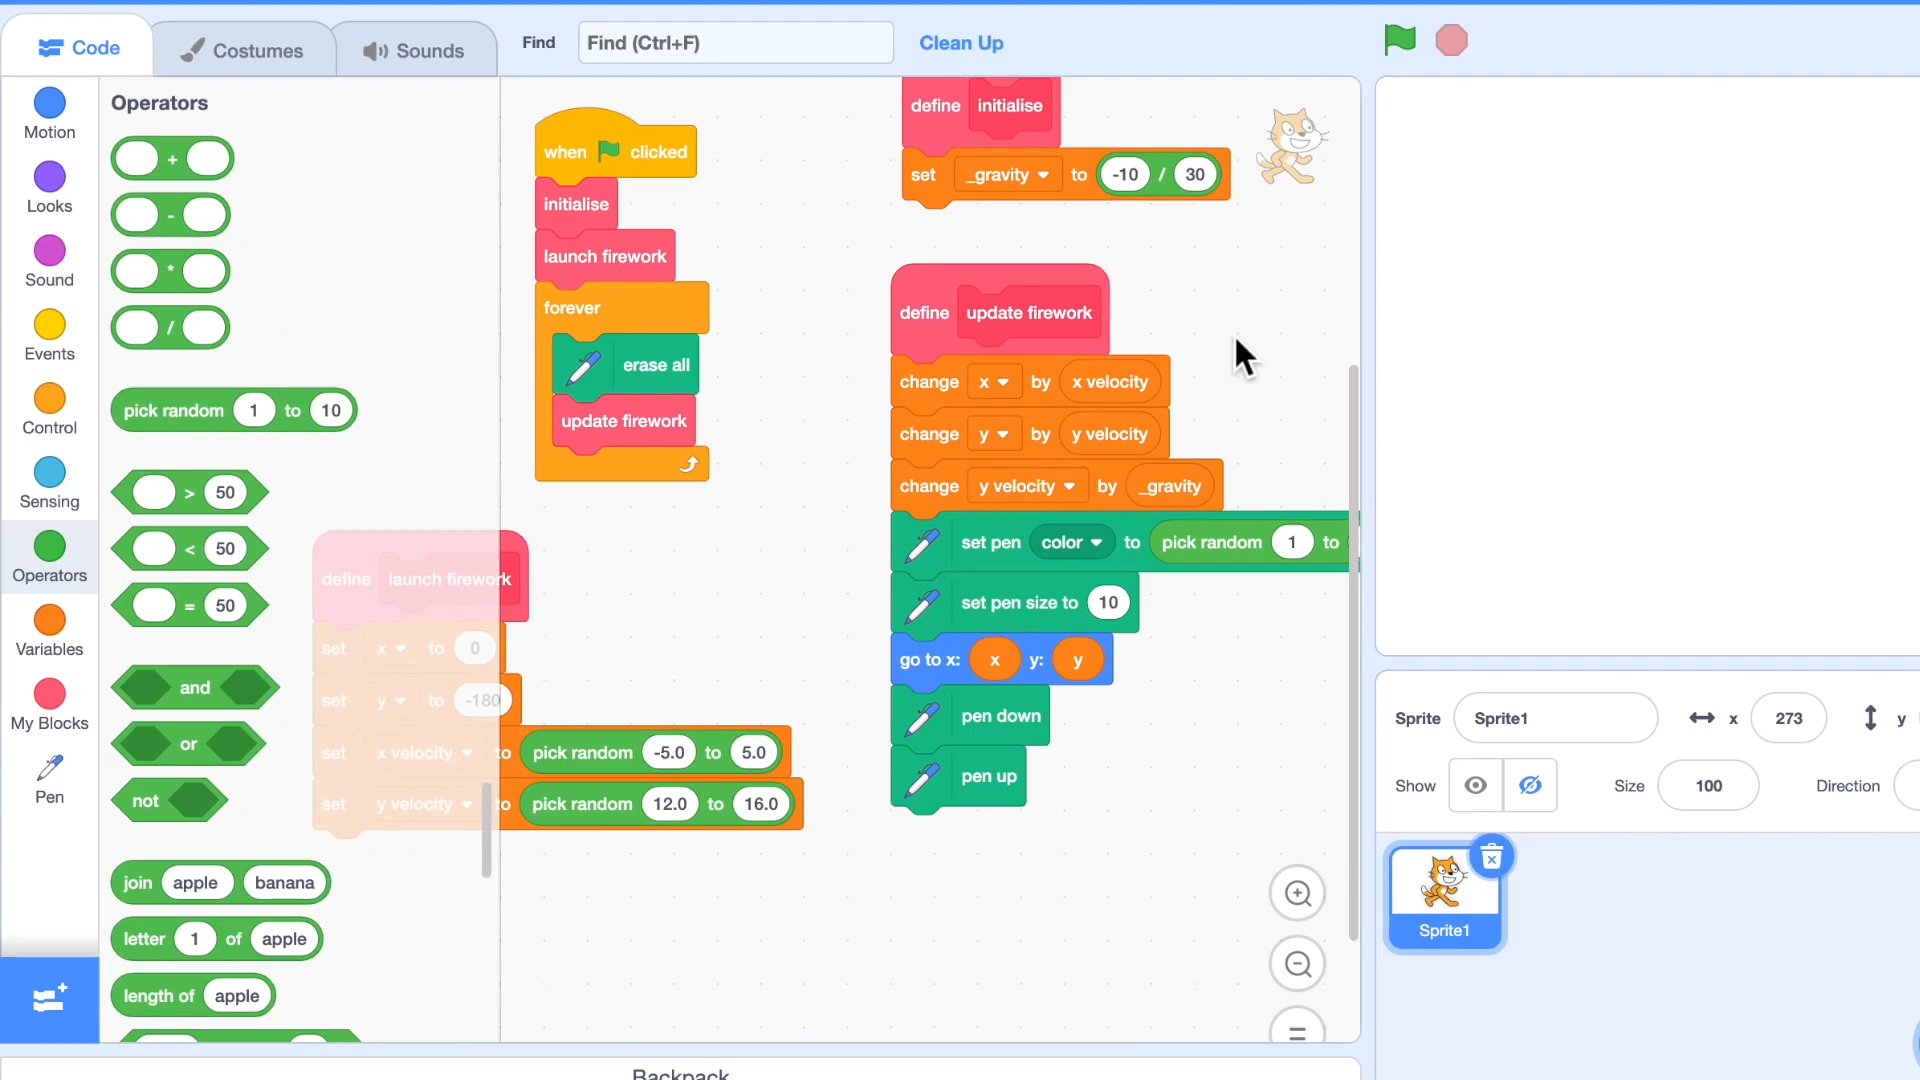 Code
Costumes
Sounds
Find
Find (Ctrl+F)
Clean Up
Motion
Looks
Sound
Events
Control
Sensing
Operators
Variables
My Blocks
Pen
Operators
+
-
*
/
pick random 1 to 10
> 50
< 50
= 50
and
or
not
join apple banana
letter 1 of apple
length of apple
when clicked
initialise
launch firework
forever
erase all
update firework
define launch firework
set x to 0
set y to -180
set x velocity to pick random -5.0 to 5.0
set y velocity to pick random 12.0 to 16.0
define initialise
set _gravity to -10 / 30
define update firework
change x by x velocity
change y by y velocity
change y velocity by _gravity
set pen color to pick random 1 to
set pen size to 10
go to x: x y: y
pen down
pen up
=
Sprite Sprite1 x 273 y
Show Size 100 Direction
Sprite1
Backpack